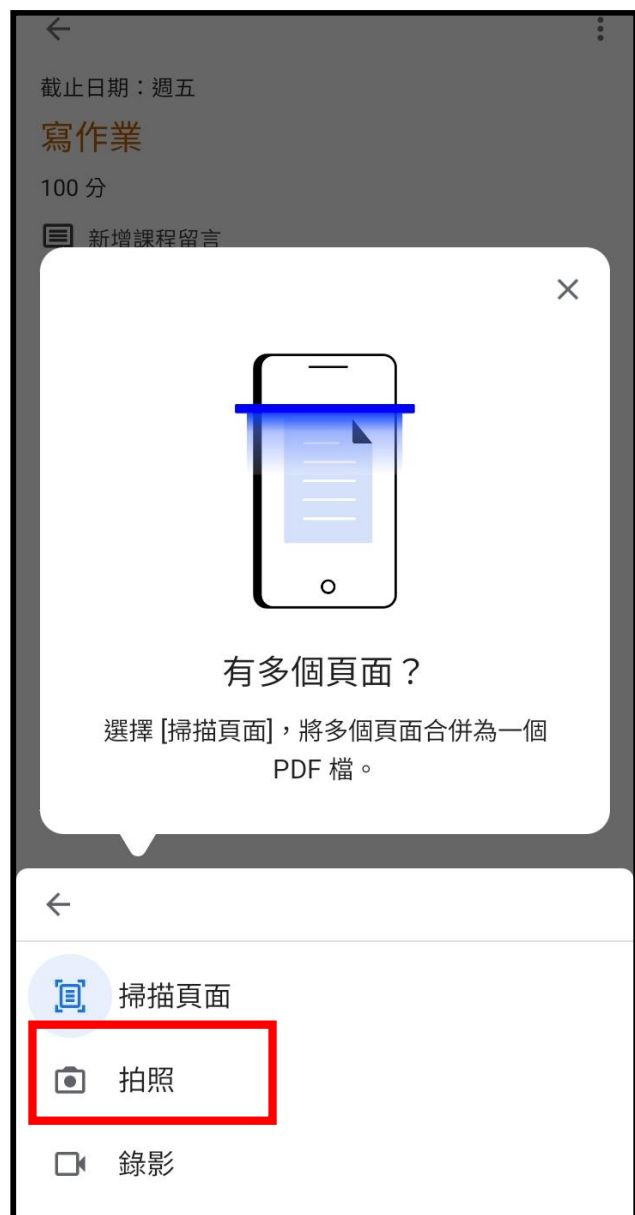 截止日期：週五
寫作業
100 分
新增課程留言
有多個頁面？
選擇 [掃描頁面]，將多個頁面合併為一個
PDF 檔。
掃描頁面
拍照
錄影